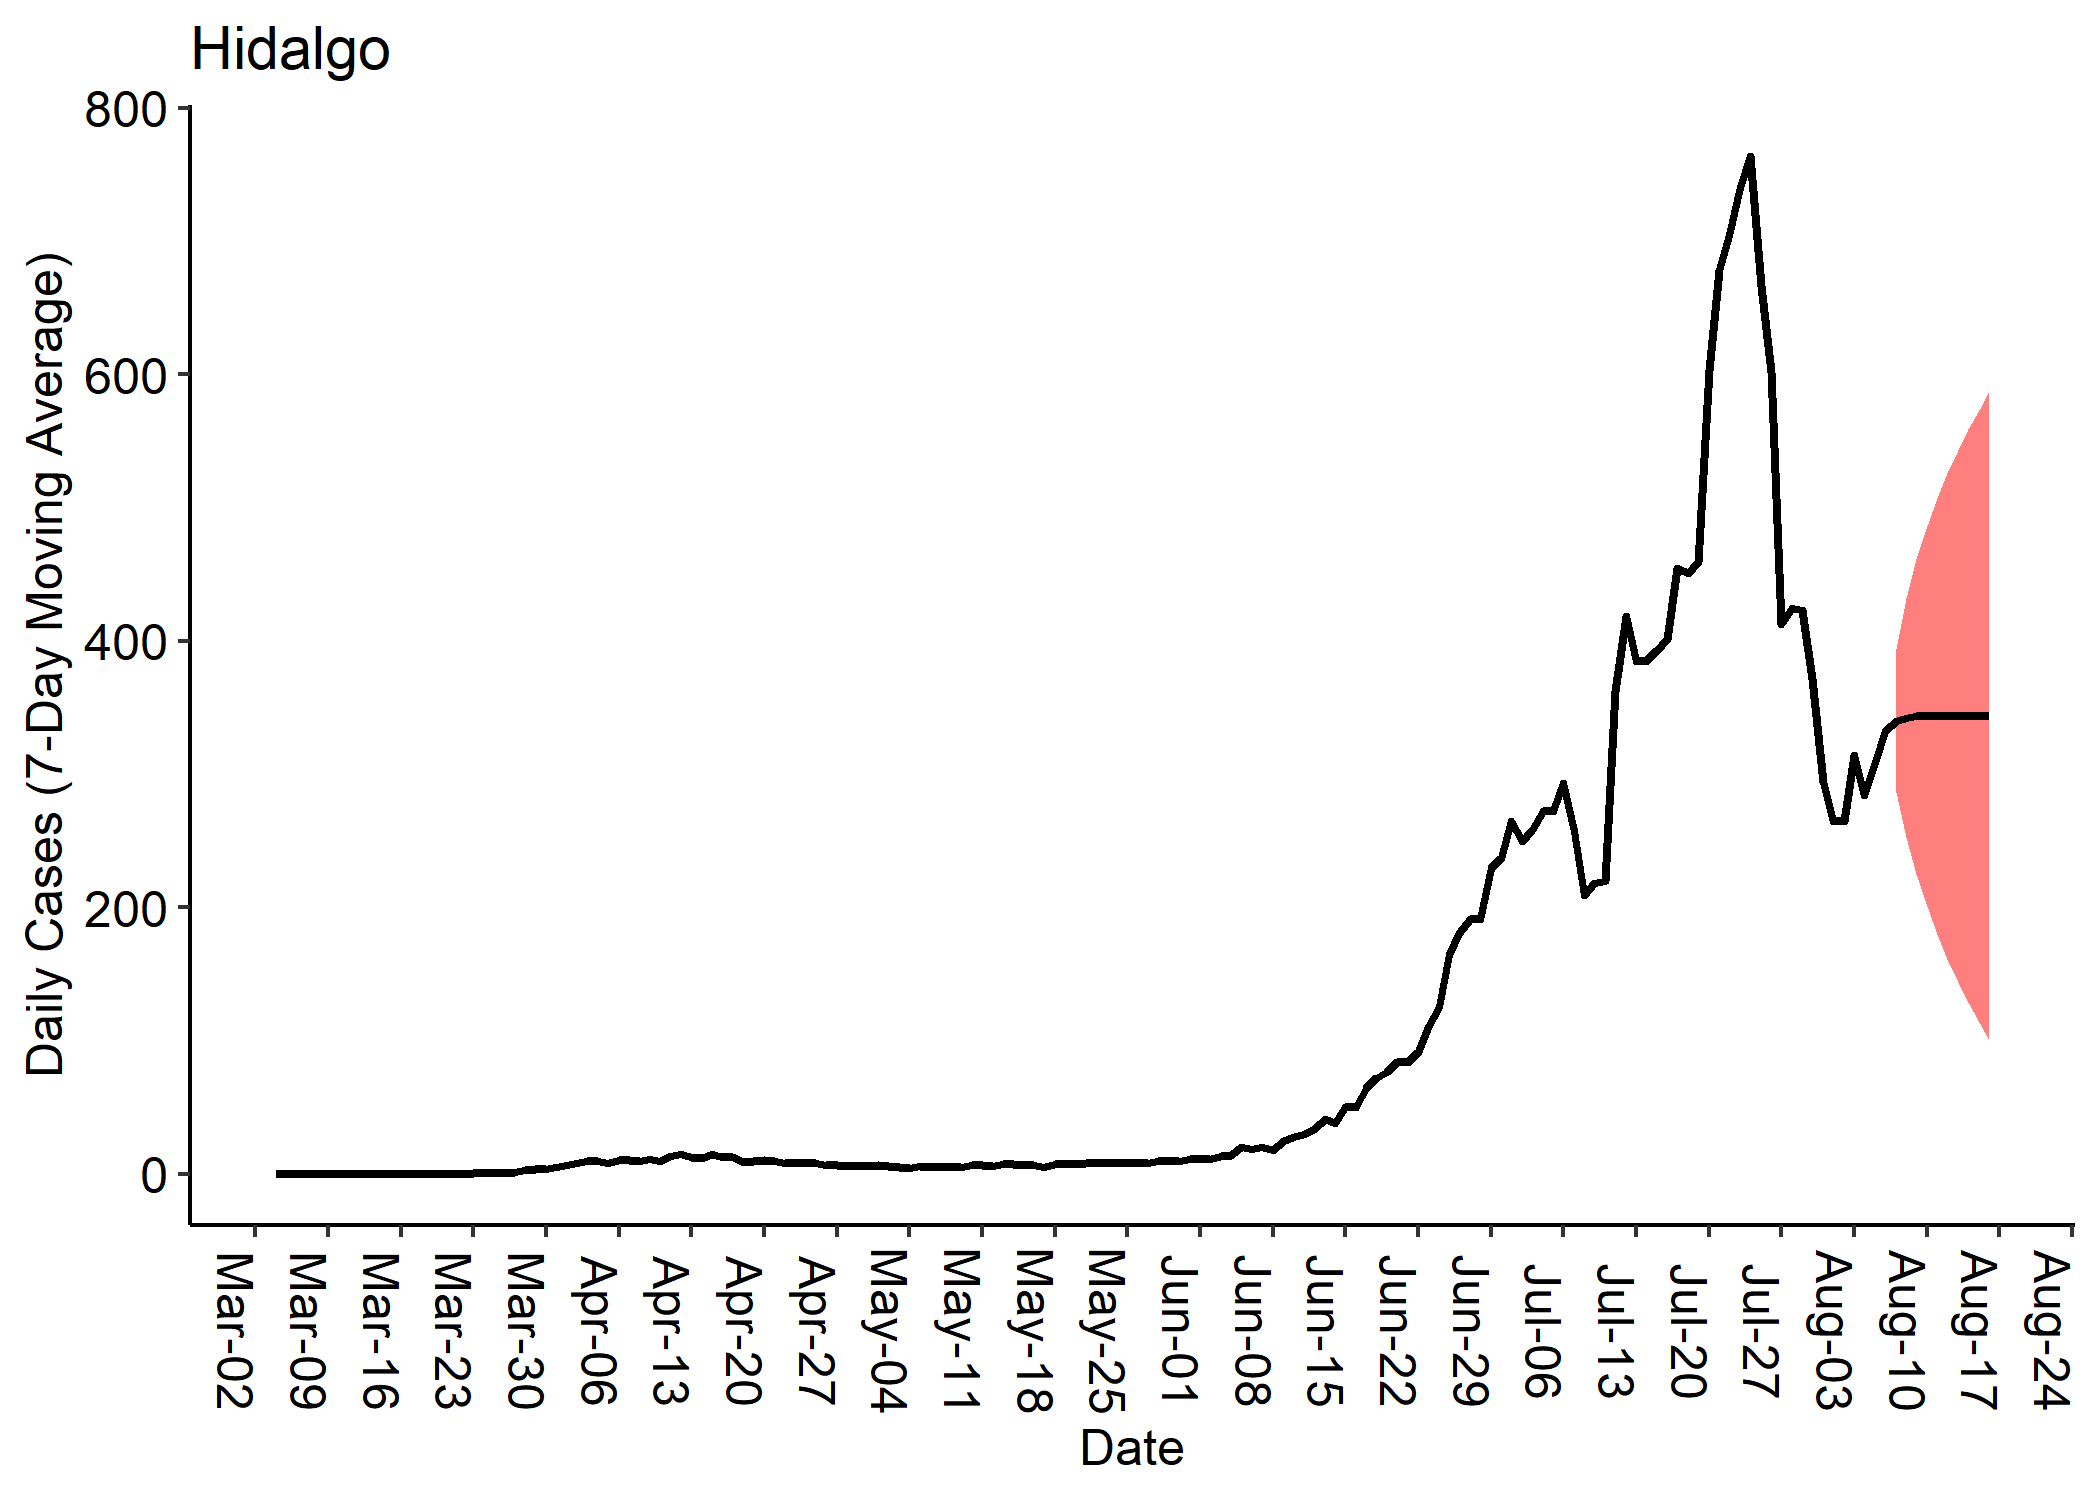 Hidalgo
Daily Cases (7-Day Moving Average)
800
600
400
200
0
Mar-02
Mar-09
Mar-16
Mar-23
Mar-30
Apr-06
Apr-13
Apr-20
Apr-27
May-04
May-11
May-18
May-25
Jun-01
Jun-08
Jun-15
Jun-22
Jun-29
Jul-06
Jul-13
Jul-20
Jul-27
Aug-03
Aug-10
Aug-17
Aug-24
Date